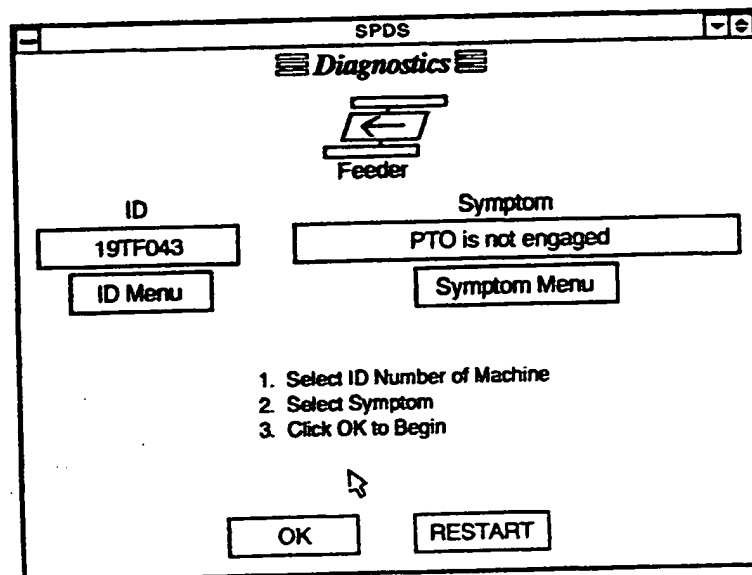 SPDS
Diagnostics
Feeder
ID Symptom
19TF043 PTO is not engaged
ID Menu Symptom Menu
1. Select ID Number of Machine
2. Select Symptom
3. Click OK to Begin
OK RESTART